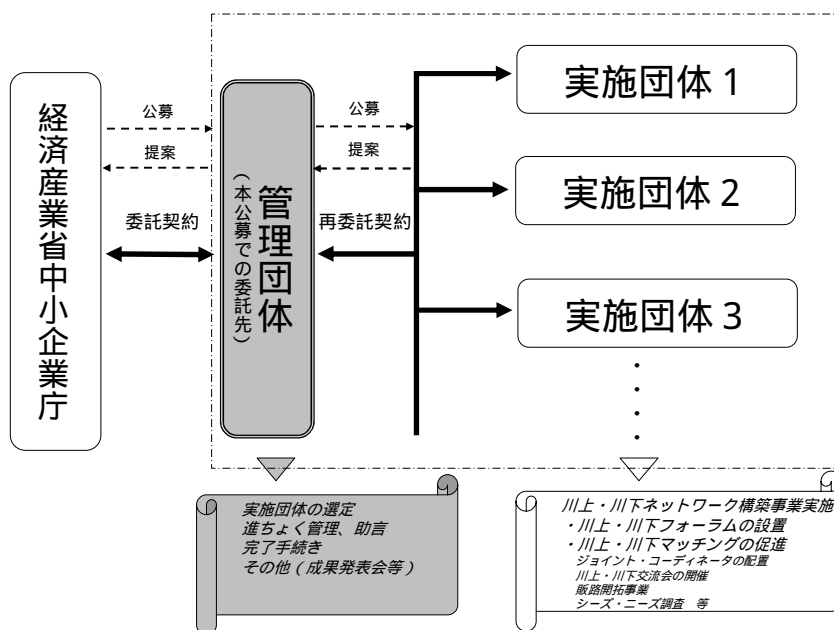 経済産業省中小企業庁
公募
提案
委託契約
管理団体
(本公募での委託先)
公募
提案
再委託契約
実施団体 1
実施団体 2
実施団体 3
実施団体の選定
進ちょく管理、助言
完了手続き
その他(成果発表会等)
川上・川下ネットワーク構築事業実施
・川上・川下フォーラムの設置
・川上・川下マッチングの促進
ジョイント・コーディネータの配置
川上・川下交流会の開催
販路開拓事業
シーズ・ニーズ調査 等